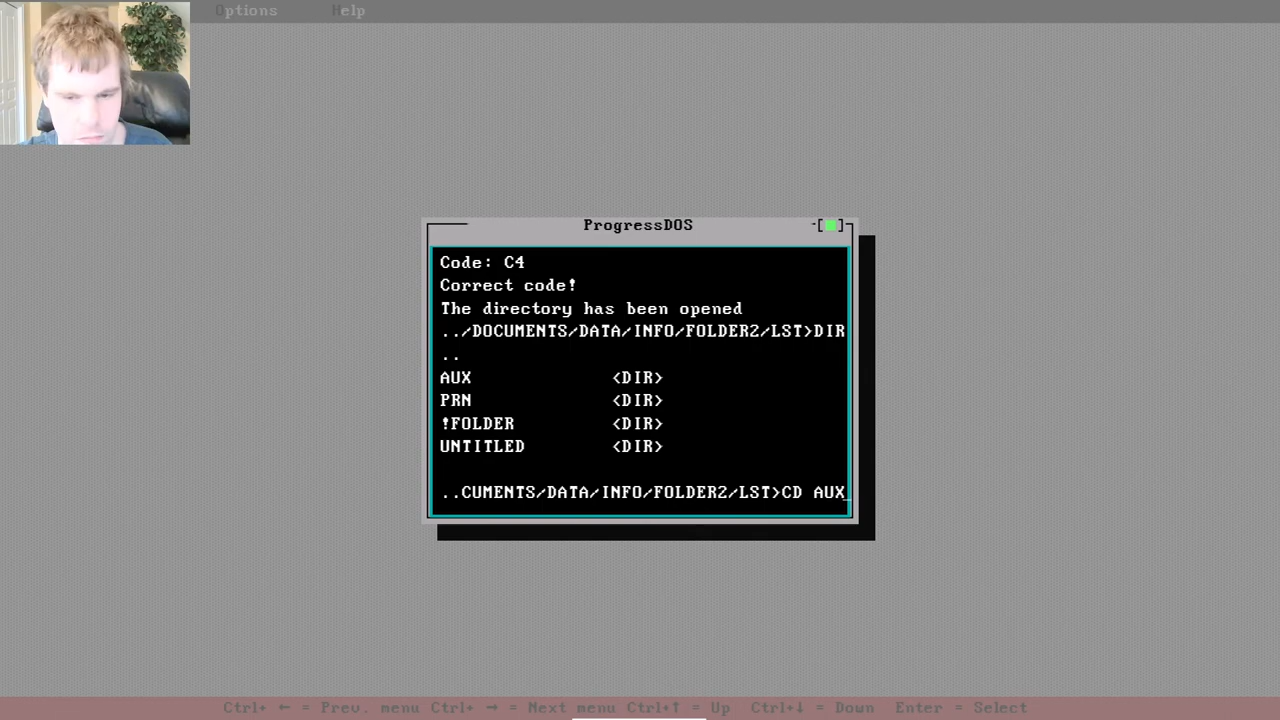 Options Help
ProgressDOS
Code: C4
Correct code!
The directory has been opened
../DOCUMENTS/DATA/INFO/FOLDER2/LST>DIR
..
AUX <DIR>
PRN <DIR>
!FOLDER <DIR>
UNTITLED <DIR>
..CUMENTS/DATA/INFO/FOLDER2/LST>CD AUX_
Ctrl+ ← = Prev. menu Ctrl+ → = Next menu Ctrl+↑ = Up Ctrl+↓ = Down Enter = Select